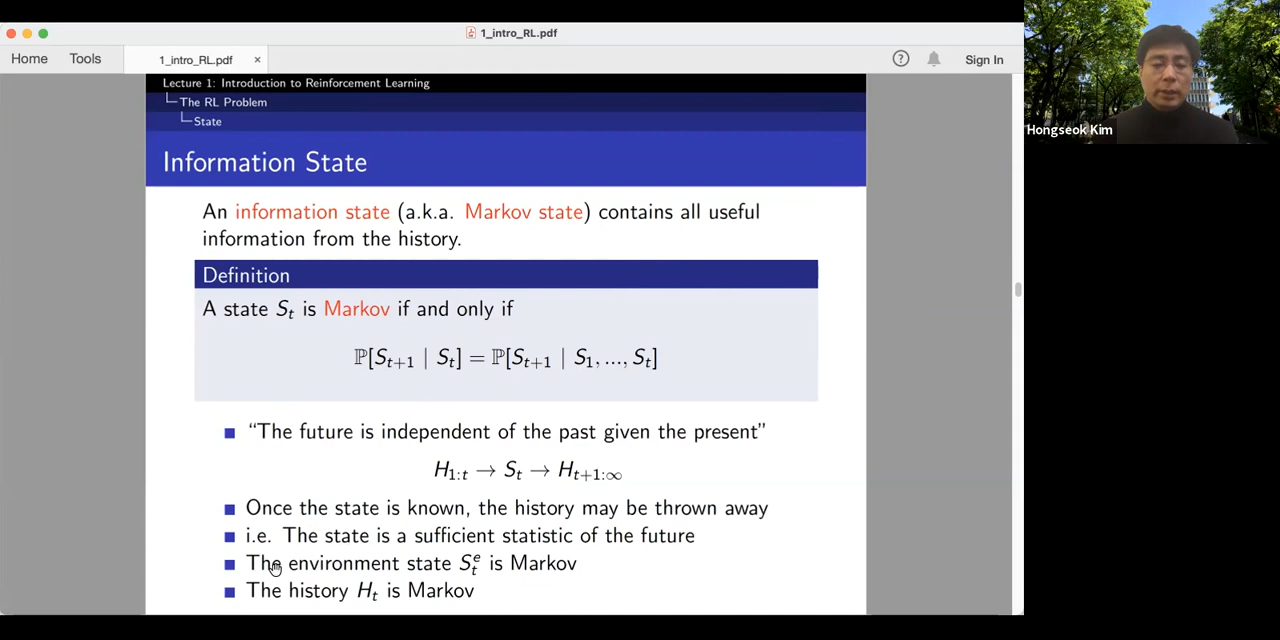 1_intro_RL.pdf
Home Tools 1_intro_RL.pdf × ? Sign In
Lecture 1: Introduction to Reinforcement Learning
The RL Problem
State
Information State
An information state (a.k.a. Markov state) contains all useful
information from the history.
Definition
A state S_t is Markov if and only if
ℙ[S_{t+1} | S_t] = ℙ[S_{t+1} | S_1, ..., S_t]
"The future is independent of the past given the present"
H_{1:t} → S_t → H_{t+1:∞}
Once the state is known, the history may be thrown away
i.e. The state is a sufficient statistic of the future
The environment state S_t^e is Markov
The history H_t is Markov
Hongseok Kim